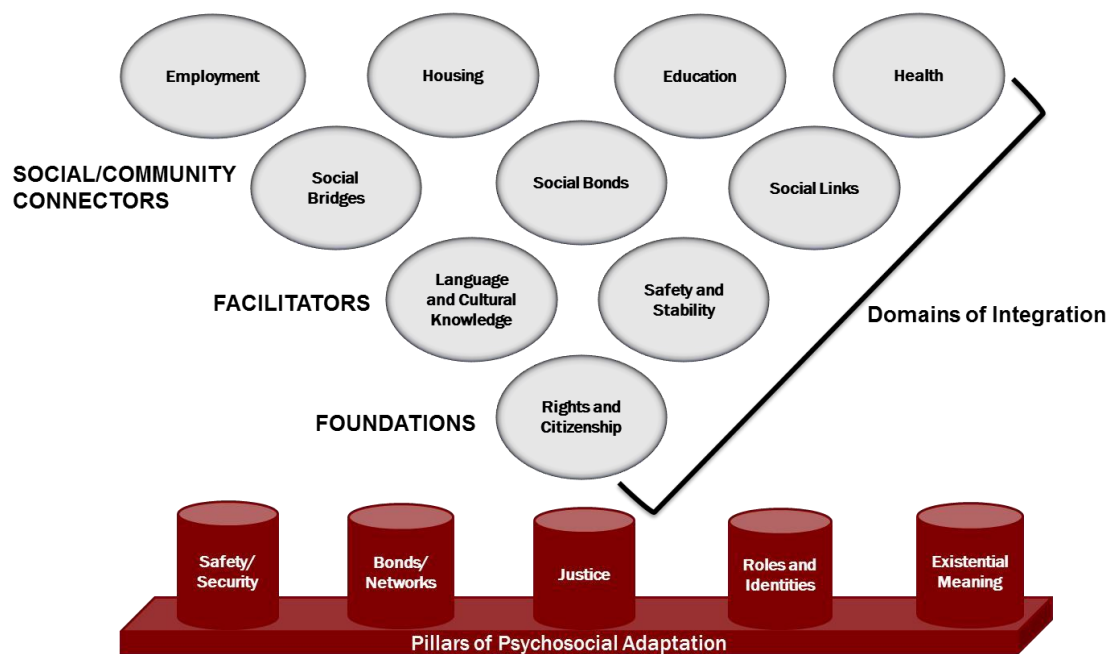 Employment
Housing
Education
Health
SOCIAL/COMMUNITY
CONNECTORS
Social
Bridges
Social Bonds
Social Links
FACILITATORS
Language
and Cultural
Knowledge
Safety and
Stability
Domains of Integration
FOUNDATIONS
Rights and
Citizenship
Safety/
Security
Bonds/
Networks
Justice
Roles and
Identities
Existential
Meaning
Pillars of Psychosocial Adaptation